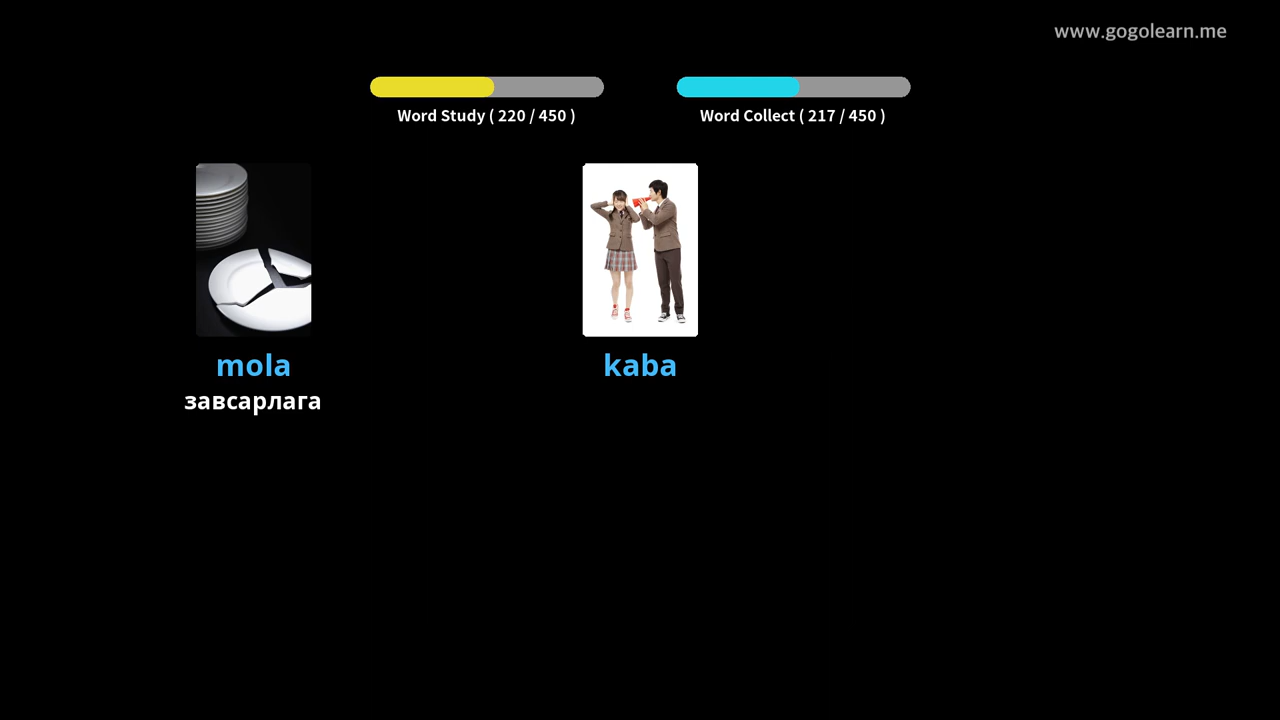 www.gogolearn.me
Word Study ( 220 / 450 )
Word Collect ( 217 / 450 )
mola
завсарлага
kaba